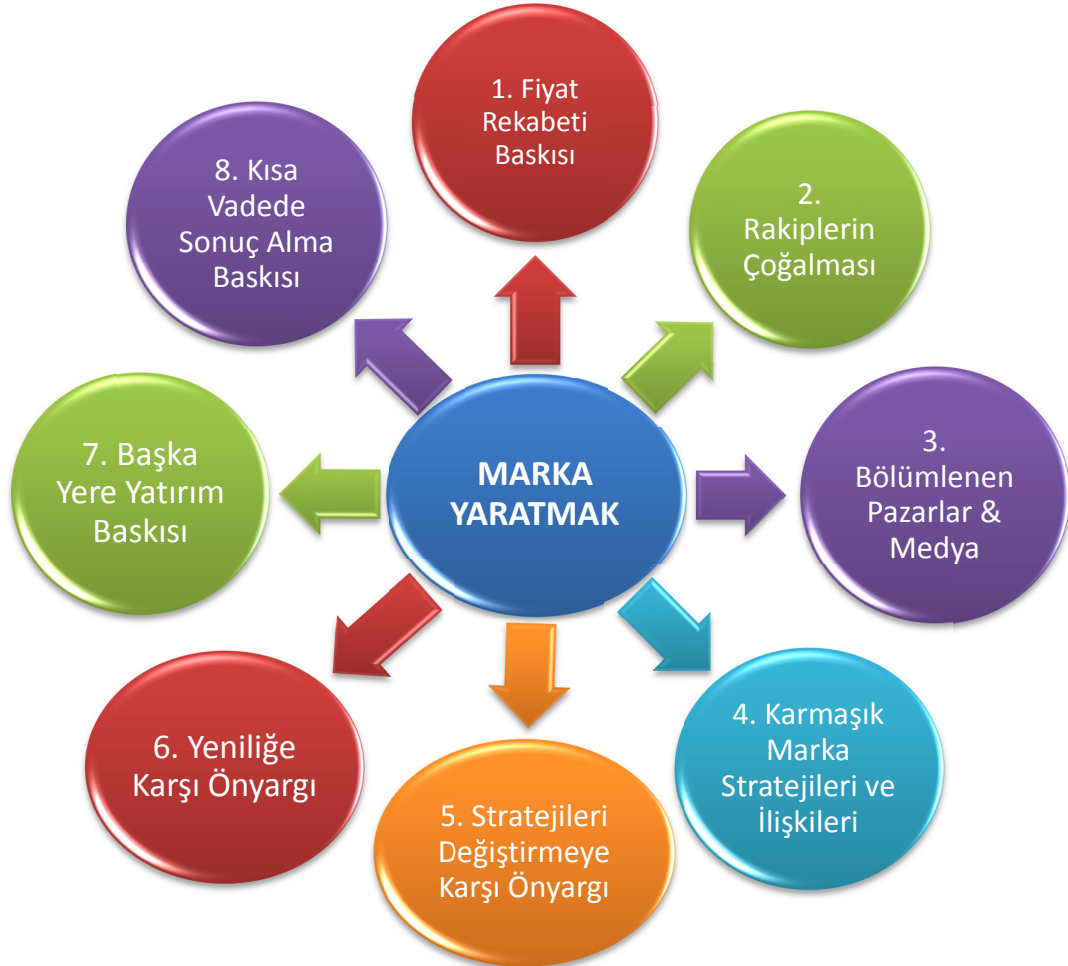 1. Fiyat
Rekabeti
Baskısı
2.
Rakiplerin
Çoğalması
3.
Bölümlenen
Pazarlar &
Medya
4. Karmaşık
Marka
Stratejileri ve
İlişkileri
5. Stratejileri
Değiştirmeye
Karşı Önyargı
6. Yeniliğe
Karşı Önyargı
7. Başka
Yere Yatırım
Baskısı
8. Kısa
Vadede
Sonuç Alma
Baskısı
MARKA
YARATMAK